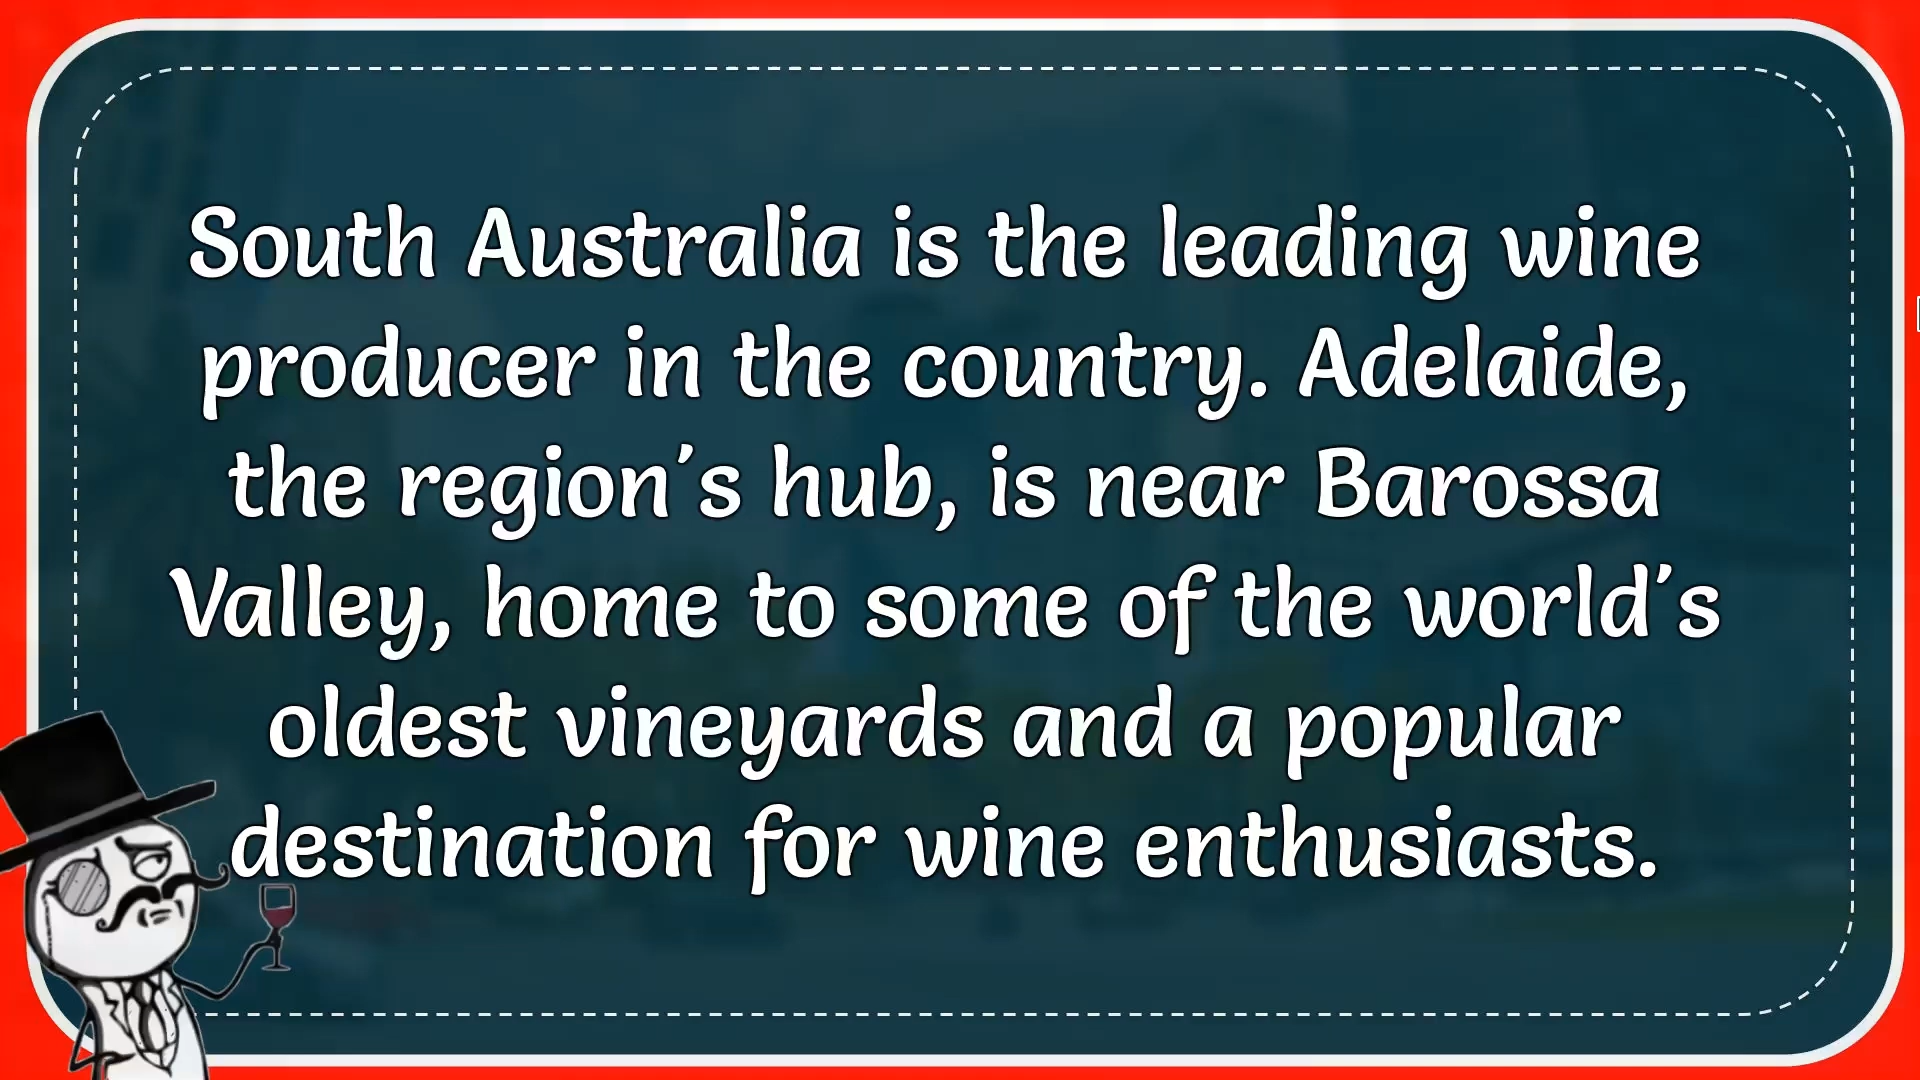 South Australia is the leading wine
producer in the country. Adelaide,
the region's hub, is near Barossa
Valley, home to some of the world's
oldest vineyards and a popular
destination for wine enthusiasts.